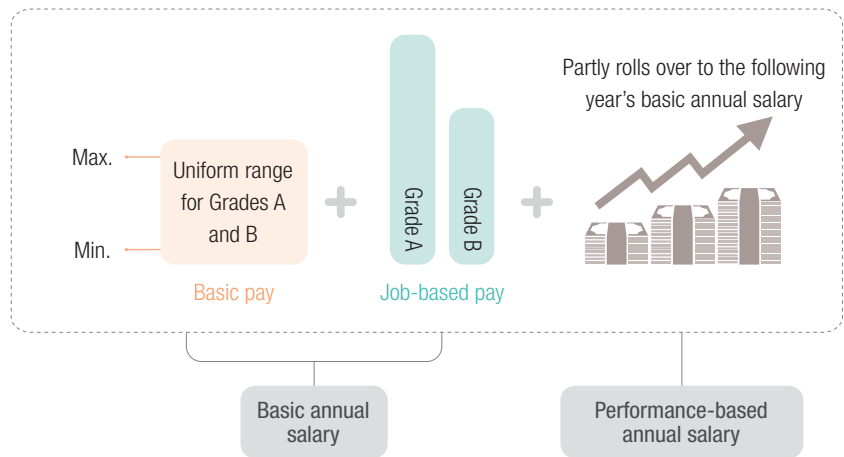 Partly rolls over to the following
year's basic annual salary
Max.
Min.
Uniform range
for Grades A
and B
Grade A
Grade B
Basic pay
Job-based pay
Basic annual
salary
Performance-based
annual salary